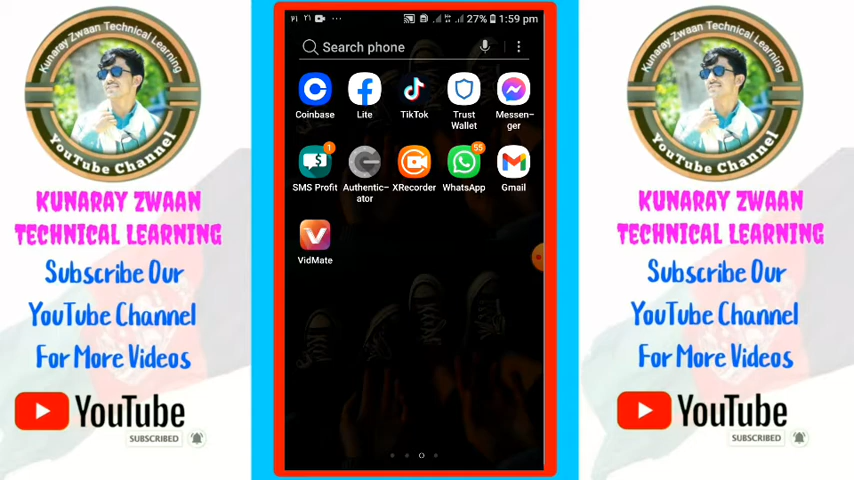 Kunaray Zwaan Technical Learning
YouTube Channel
KUNARAY ZWAAN
TECHNICAL LEARNING
Subscribe Our
YouTube Channel
For More Videos
YouTube
SUBSCRIBED
۳۱ ۲۱ ... 27% 1:59 pm
Search phone
Coinbase
Lite
TikTok
Trust
Wallet
Messen-
ger
1
SMS Profit
Authentic-
ator
XRecorder
55
WhatsApp
Gmail
VidMate
Kunaray Zwaan Technical Learning
YouTube Channel
KUNARAY ZWAAN
TECHNICAL LEARNING
Subscribe Our
YouTube Channel
For More Videos
YouTube
SUBSCRIBED